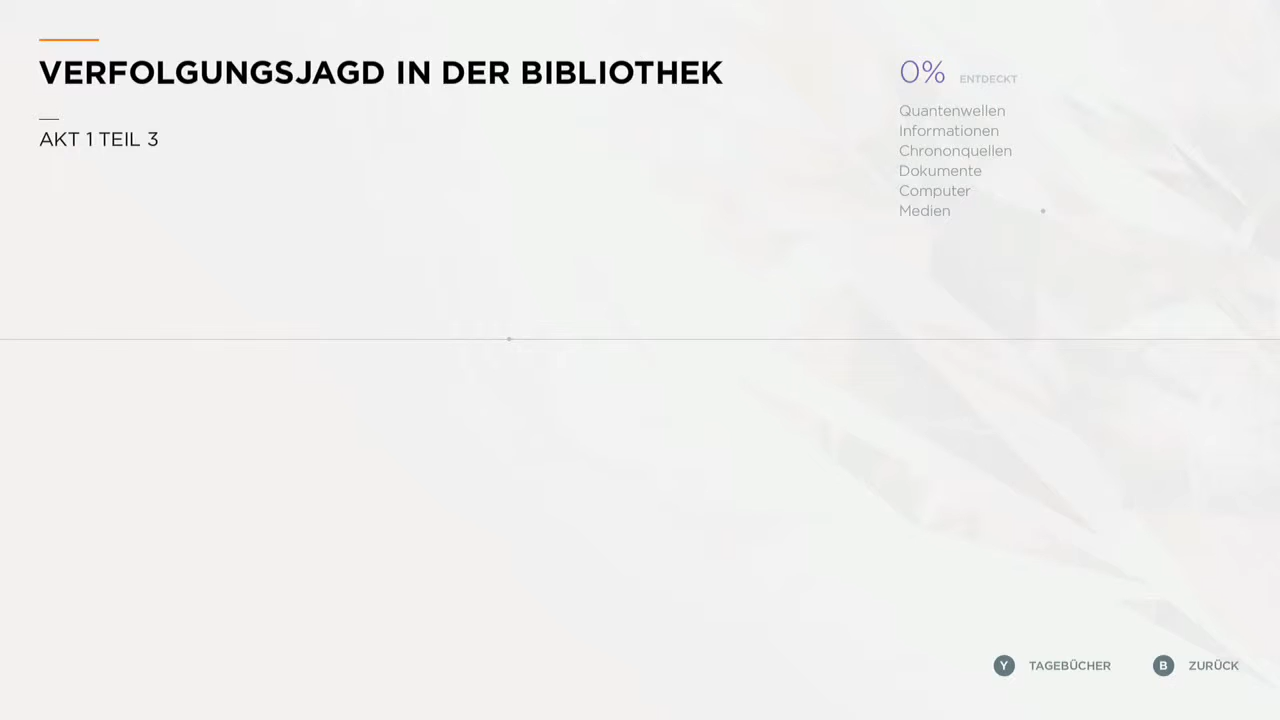 VERFOLGUNGSJAGD IN DER BIBLIOTHEK
AKT 1 TEIL 3
0% ENTDECKT
Quantenwellen
Informationen
Chrononquellen
Dokumente
Computer
Medien
Y TAGEBÜCHER B ZURÜCK